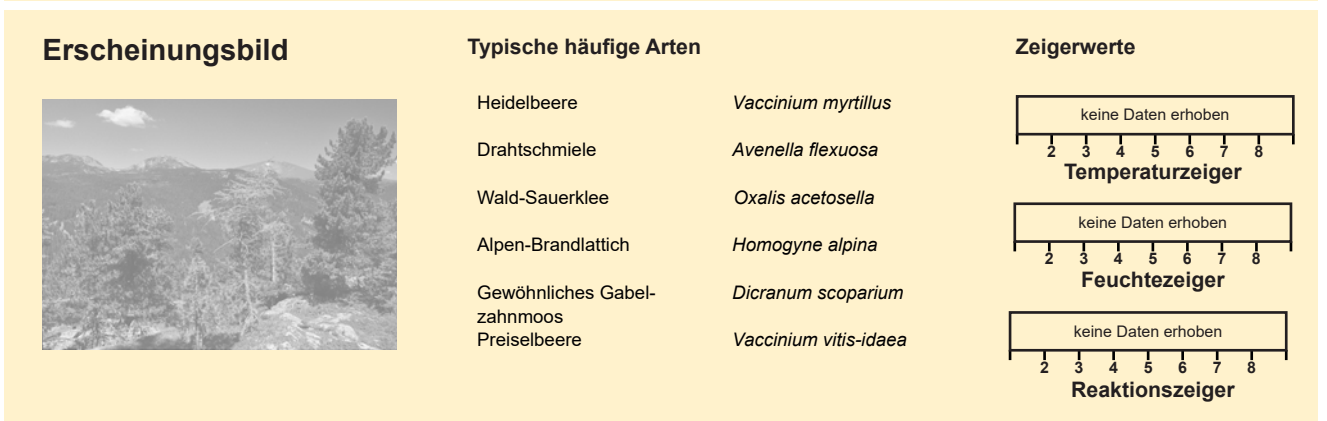 Erscheinungsbild
Typische häufige Arten
Heidelbeere Vaccinium myrtillus
Drahtschmiele Avenella flexuosa
Wald-Sauerklee Oxalis acetosella
Alpen-Brandlattich Homogyne alpina
Gewöhnliches Gabel- Dicranum scoparium
zahnmoos
Preiselbeere Vaccinium vitis-idaea
Zeigerwerte
keine Daten erhoben
2 3 4 5 6 7 8
Temperaturzeiger
keine Daten erhoben
2 3 4 5 6 7 8
Feuchtezeiger
keine Daten erhoben
2 3 4 5 6 7 8
Reaktionszeiger